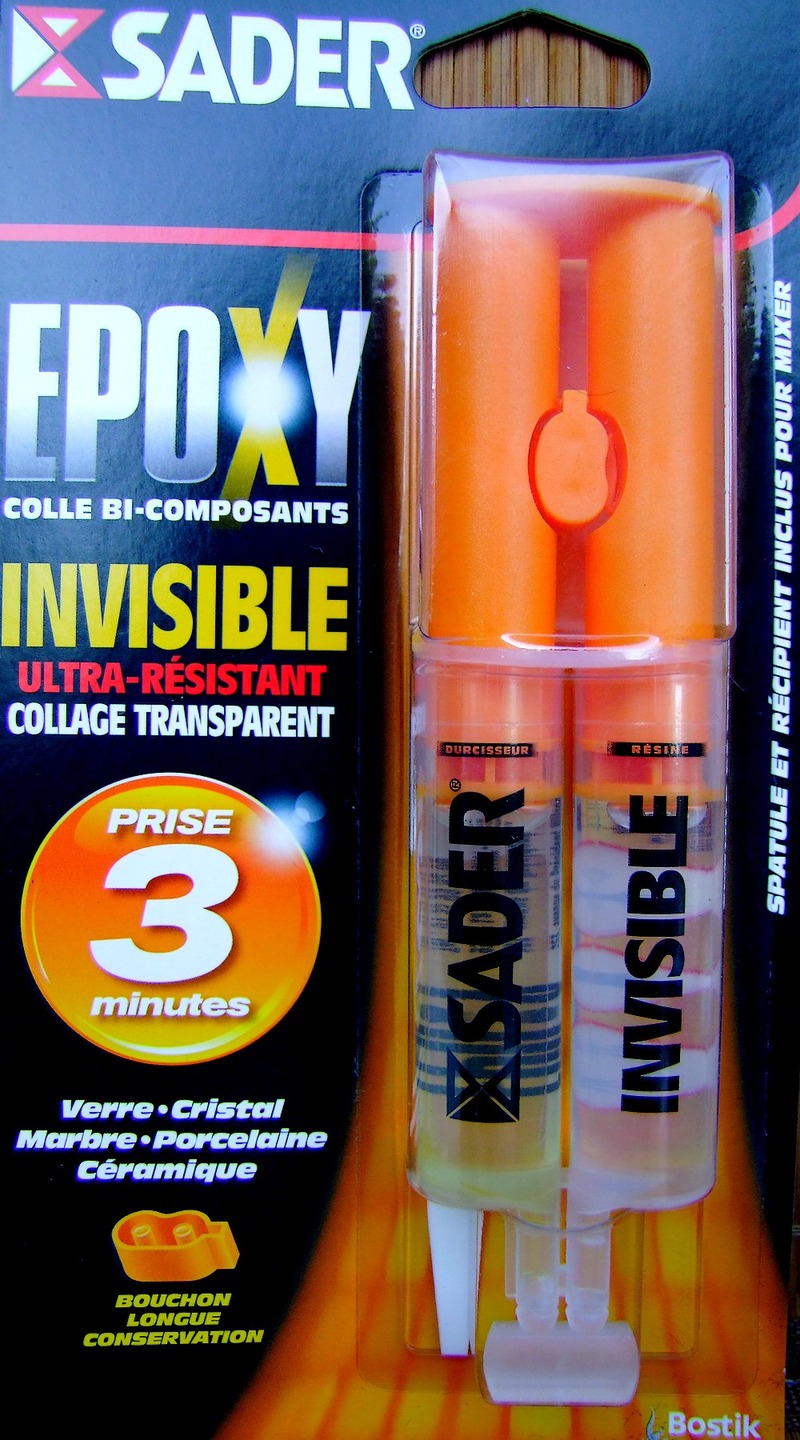 SADER®
EPOXY
COLLE BI-COMPOSANTS
INVISIBLE
ULTRA-RÉSISTANT
COLLAGE TRANSPARENT
PRISE
3
minutes
Verre • Cristal
Marbre • Porcelaine
Céramique
BOUCHON
LONGUE
CONSERVATION
DURCISSEUR
RÉSINE
SADER®
INVISIBLE
SPATULE ET RÉCIPIENT INCLUS POUR MIXER
Bostik